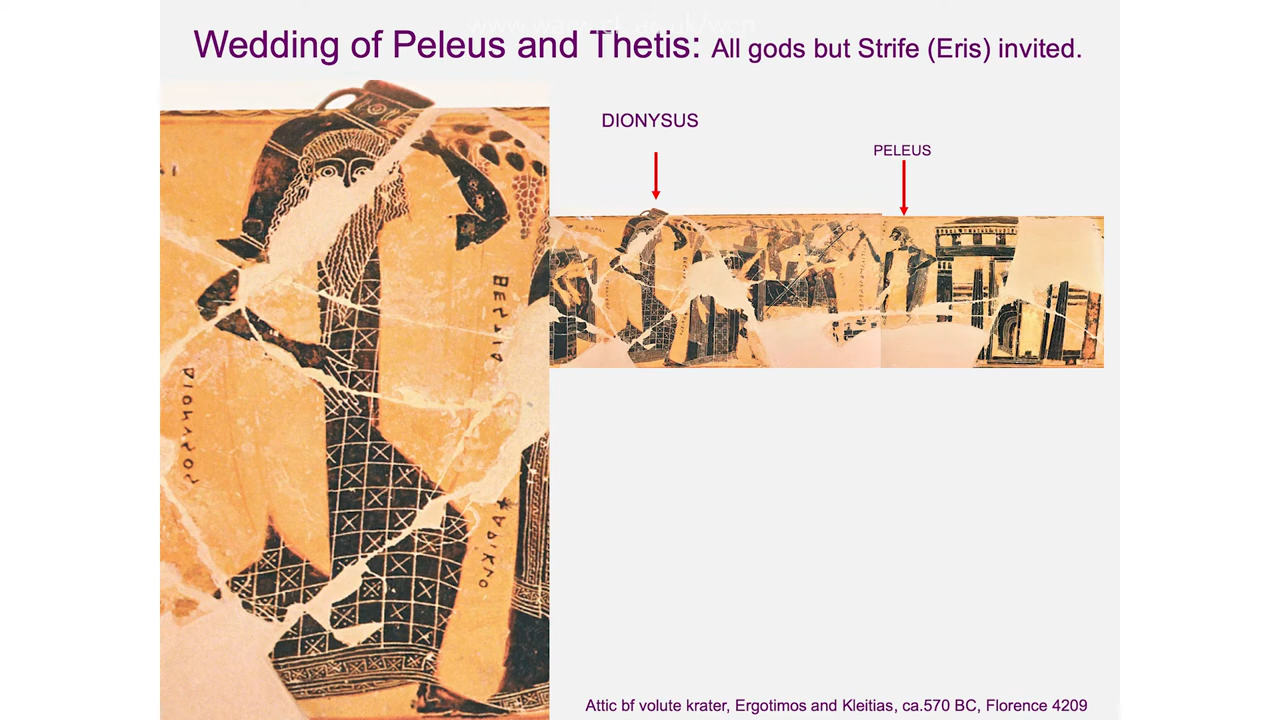 Wedding of Peleus and Thetis: All gods but Strife (Eris) invited.
DIONYSUS
PELEUS
Attic bf volute krater, Ergotimos and Kleitias, ca.570 BC, Florence 4209